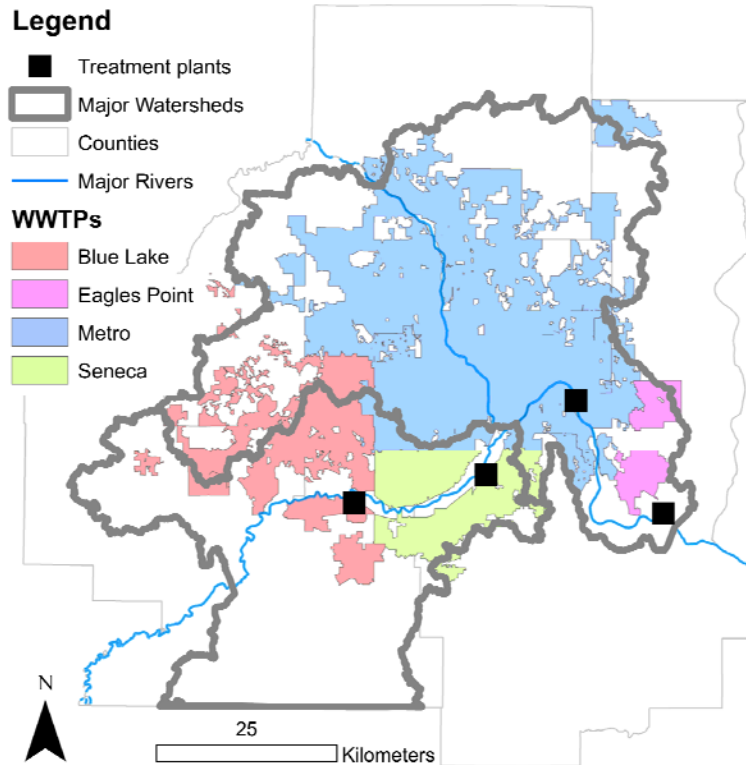 Legend
Treatment plants
Major Watersheds
Counties
Major Rivers
WWTPs
Blue Lake
Eagles Point
Metro
Seneca
N
25
Kilometers